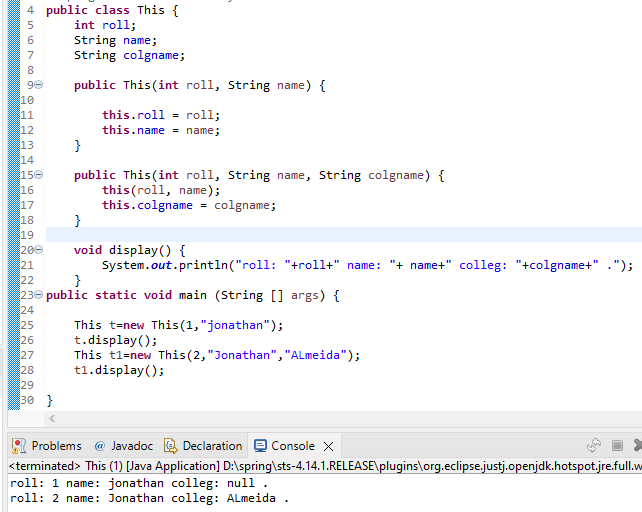 4 public class This {
5 int roll;
6 String name;
7 String colgname;
8
9 public This(int roll, String name) {
10
11 this.roll = roll;
12 this.name = name;
13 }
14
15 public This(int roll, String name, String colgname) {
16 this(roll, name);
17 this.colgname = colgname;
18 }
19
20 void display() {
21 System.out.println("roll: "+roll+" name: "+ name+" colleg: "+colgname+" .");
22 }
23 public static void main (String [] args) {
24
25 This t=new This(1,"jonathan");
26 t.display();
27 This t1=new This(2,"Jonathan","ALmeida");
28 t1.display();
29
30 }
Problems @ Javadoc Declaration Console
<terminated> This (1) [Java Application] D:\spring\sts-4.14.1.RELEASE\plugins\org.eclipse.justj.openjdk.hotspot.jre.full.w
roll: 1 name: jonathan colleg: null .
roll: 2 name: Jonathan colleg: ALmeida .